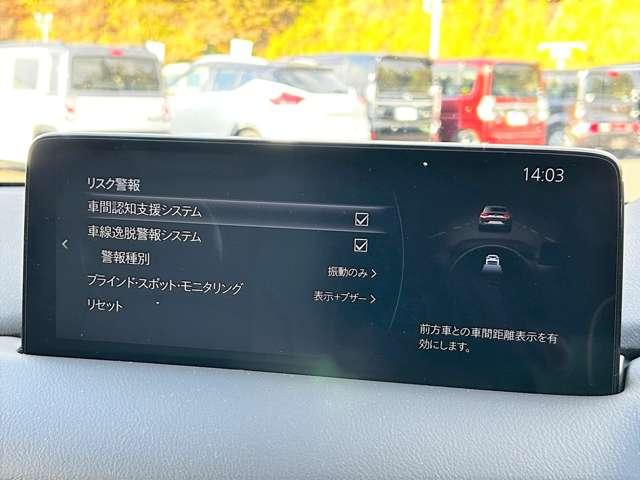 14:03
リスク警報
車間認知支援システム
車線逸脱警報システム
警報種別
振動のみ
ブラインド・スポット・モニタリング
表示+ブザー
リセット
前方車との車間距離表示を有
効にします。